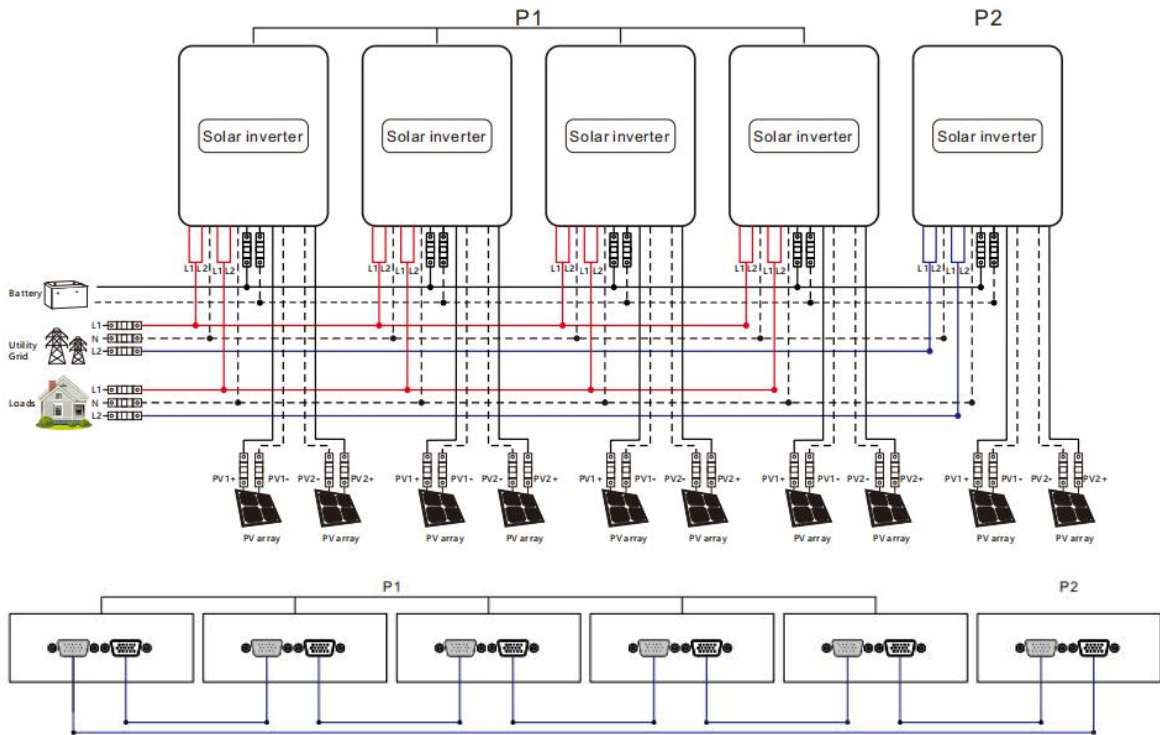 P1 P2
Solar inverter Solar inverter Solar inverter Solar inverter Solar inverter
L1 L2 L1 L2 L1 L2 L1 L2 L1 L2 L1 L2 L1 L2 L1 L2 L1 L2 L1 L2
Battery
L1
Utility N
Grid L2
L1
Loads N
L2
PV1+ PV1- PV2- PV2+ PV1+ PV1- PV2- PV2+ PV1+ PV1- PV2- PV2+ PV1+ PV1- PV2- PV2+ PV1+ PV1- PV2- PV2+
PV array PV array PV array PV array PV array PV array PV array PV array PV array PV array
P1 P2